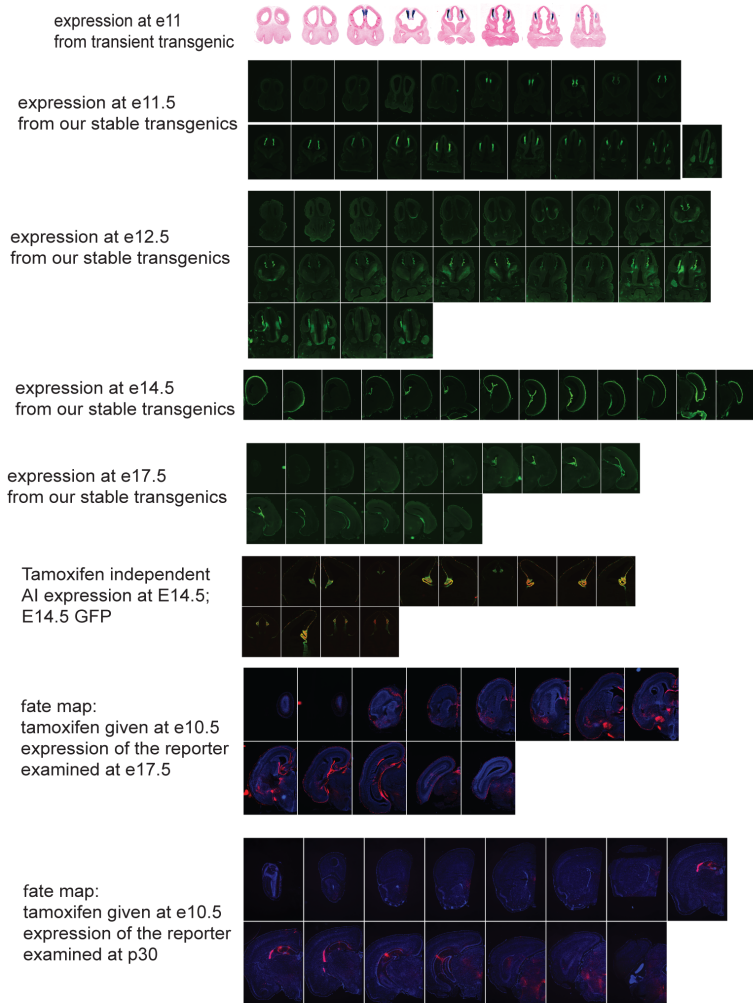 expression at e11
from transient transgenic
expression at e11.5
from our stable transgenics
expression at e12.5
from our stable transgenics
expression at e14.5
from our stable transgenics
expression at e17.5
from our stable transgenics
Tamoxifen independent
AI expression at E14.5;
E14.5 GFP
fate map:
tamoxifen given at e10.5
expression of the reporter
examined at e17.5
fate map:
tamoxifen given at e10.5
expression of the reporter
examined at p30